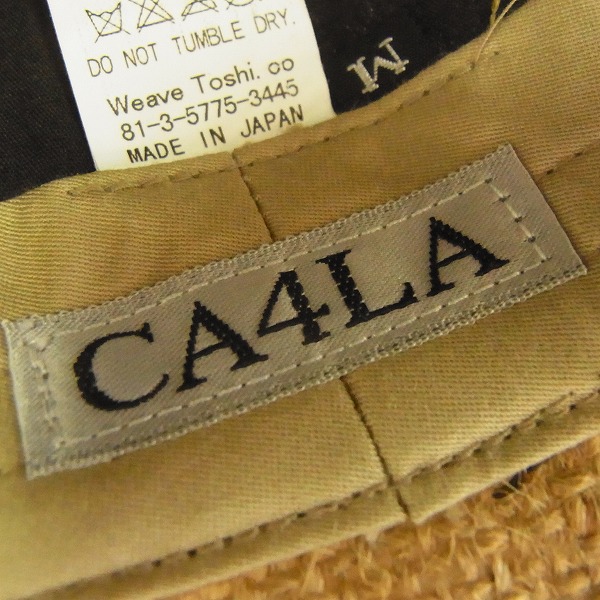 DO NOT TUMBLE DRY.
Weave Toshi. co
81-3-5775-3445
MADE IN JAPAN
M
CA4LA